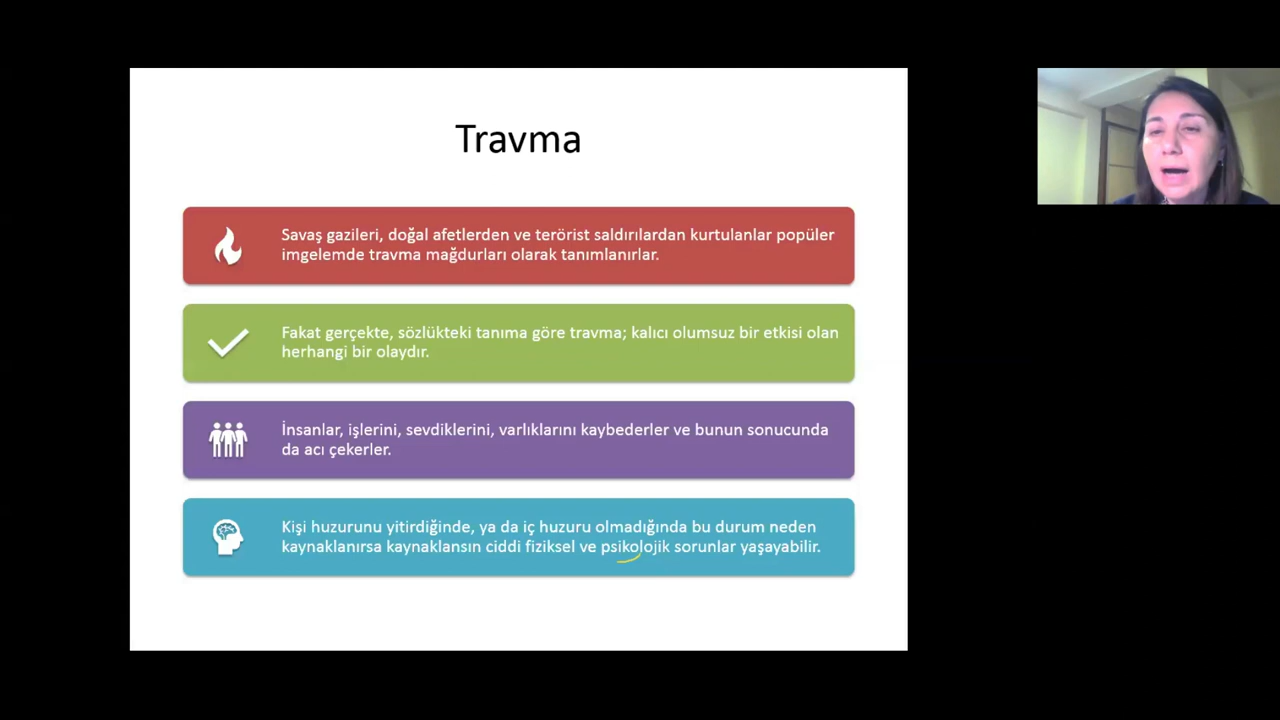 Travma
Savaş gazileri, doğal afetlerden ve terörist saldırılardan kurtulanlar popüler
imgelemde travma mağdurları olarak tanımlanırlar.
Fakat gerçekte, sözlükteki tanıma göre travma; kalıcı olumsuz bir etkisi olan
herhangi bir olaydır.
İnsanlar, işlerini, sevdiklerini, varlıklarını kaybederler ve bunun sonucunda
da acı çekerler.
Kişi huzurunu yitirdiğinde, ya da iç huzuru olmadığında bu durum neden
kaynaklanırsa kaynaklansın ciddi fiziksel ve psikolojik sorunlar yaşayabilir.